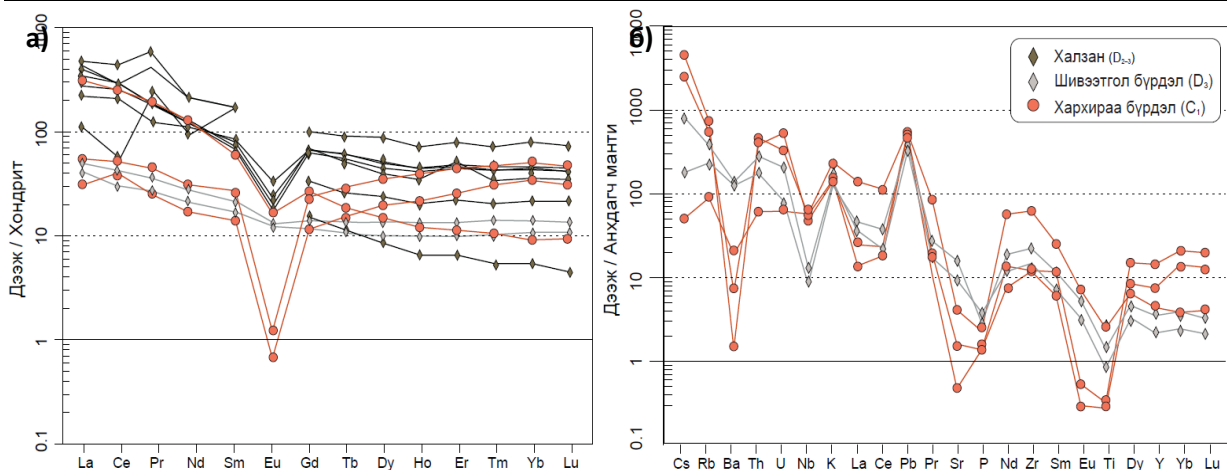 а)
Дээж / Хондрит
1000
100
10
1
0.1
La Ce Pr Nd Sm Eu Gd Tb Dy Ho Er Tm Yb Lu
б)
Дээж / Анхдагч манти
10000
1000
100
10
1
0.1
Халзан (D₂₋₃)
Шивээтгол бүрдэл (D₃)
Хархираа бүрдэл (C₁)
Cs Rb Ba Th U Nb K La Ce Pb Pr Sr P Nd Zr Sm Eu Ti Dy Y Yb Lu